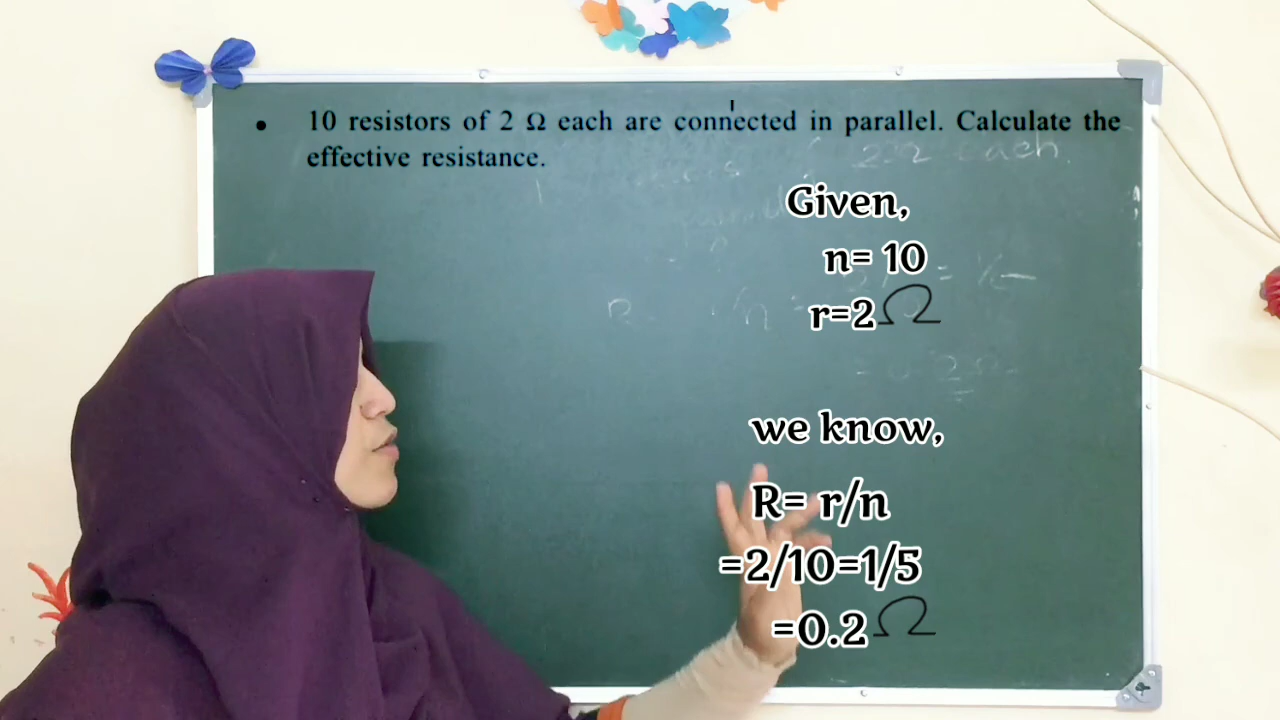 • 10 resistors of 2 Ω each are connected in parallel. Calculate the
effective resistance.
Given,
n= 10
r=2Ω
we know,
R= r/n
=2/10=1/5
=0.2Ω